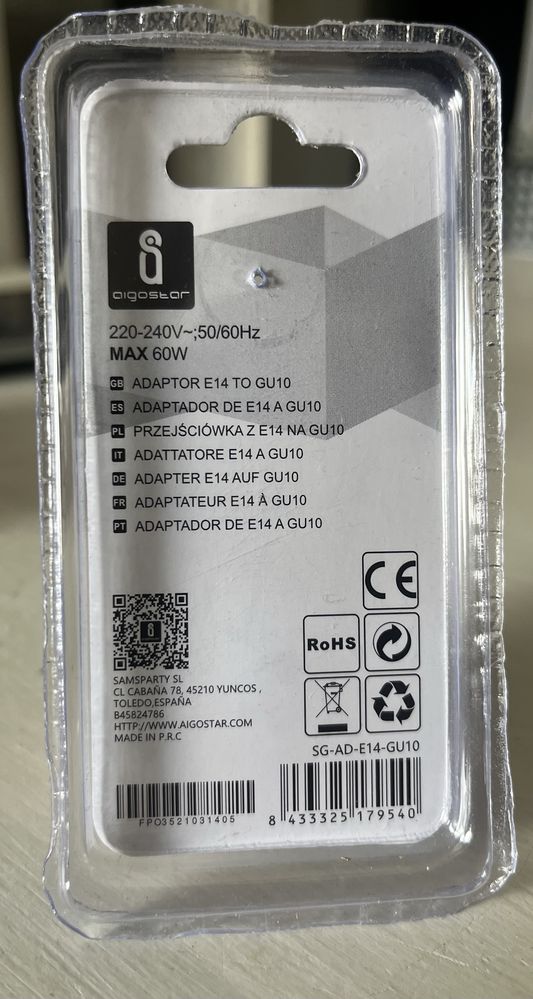 aigostar
220-240V~;50/60Hz
MAX 60W
GB ADAPTOR E14 TO GU10
ES ADAPTADOR DE E14 A GU10
PL PRZEJŚCIÓWKA Z E14 NA GU10
IT ADATTATORE E14 A GU10
DE ADAPTER E14 AUF GU10
FR ADAPTATEUR E14 À GU10
PT ADAPTADOR DE E14 A GU10
CE
RoHS
SAMSPARTY SL
CL CABAÑA 78, 45210 YUNCOS ,
TOLEDO,ESPAÑA
B45824786
HTTP://WWW.AIGOSTAR.COM
MADE IN P.R.C
SG-AD-E14-GU10
FPO3521031405
8 433325 179540